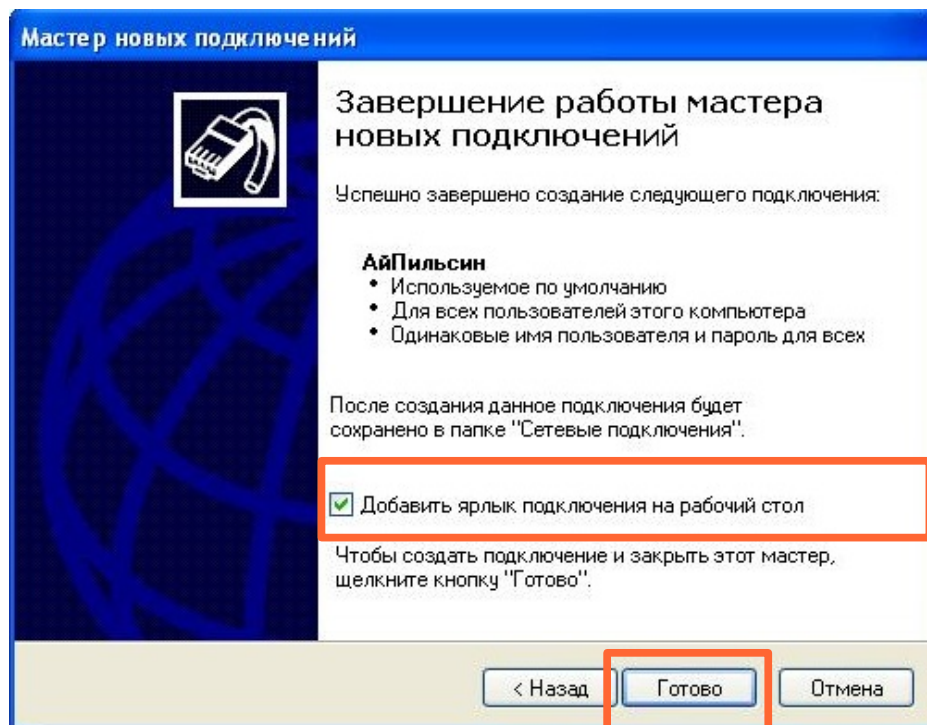 Мастер новых подключений
Завершение работы мастера
новых подключений
Успешно завершено создание следующего подключения:
АйПильсин
• Используемое по умолчанию
• Для всех пользователей этого компьютера
• Одинаковые имя пользователя и пароль для всех
После создания данное подключения будет
сохранено в папке "Сетевые подключения".
Добавить ярлык подключения на рабочий стол
Чтобы создать подключение и закрыть этот мастер,
щелкните кнопку "Готово".
< Назад Готово Отмена